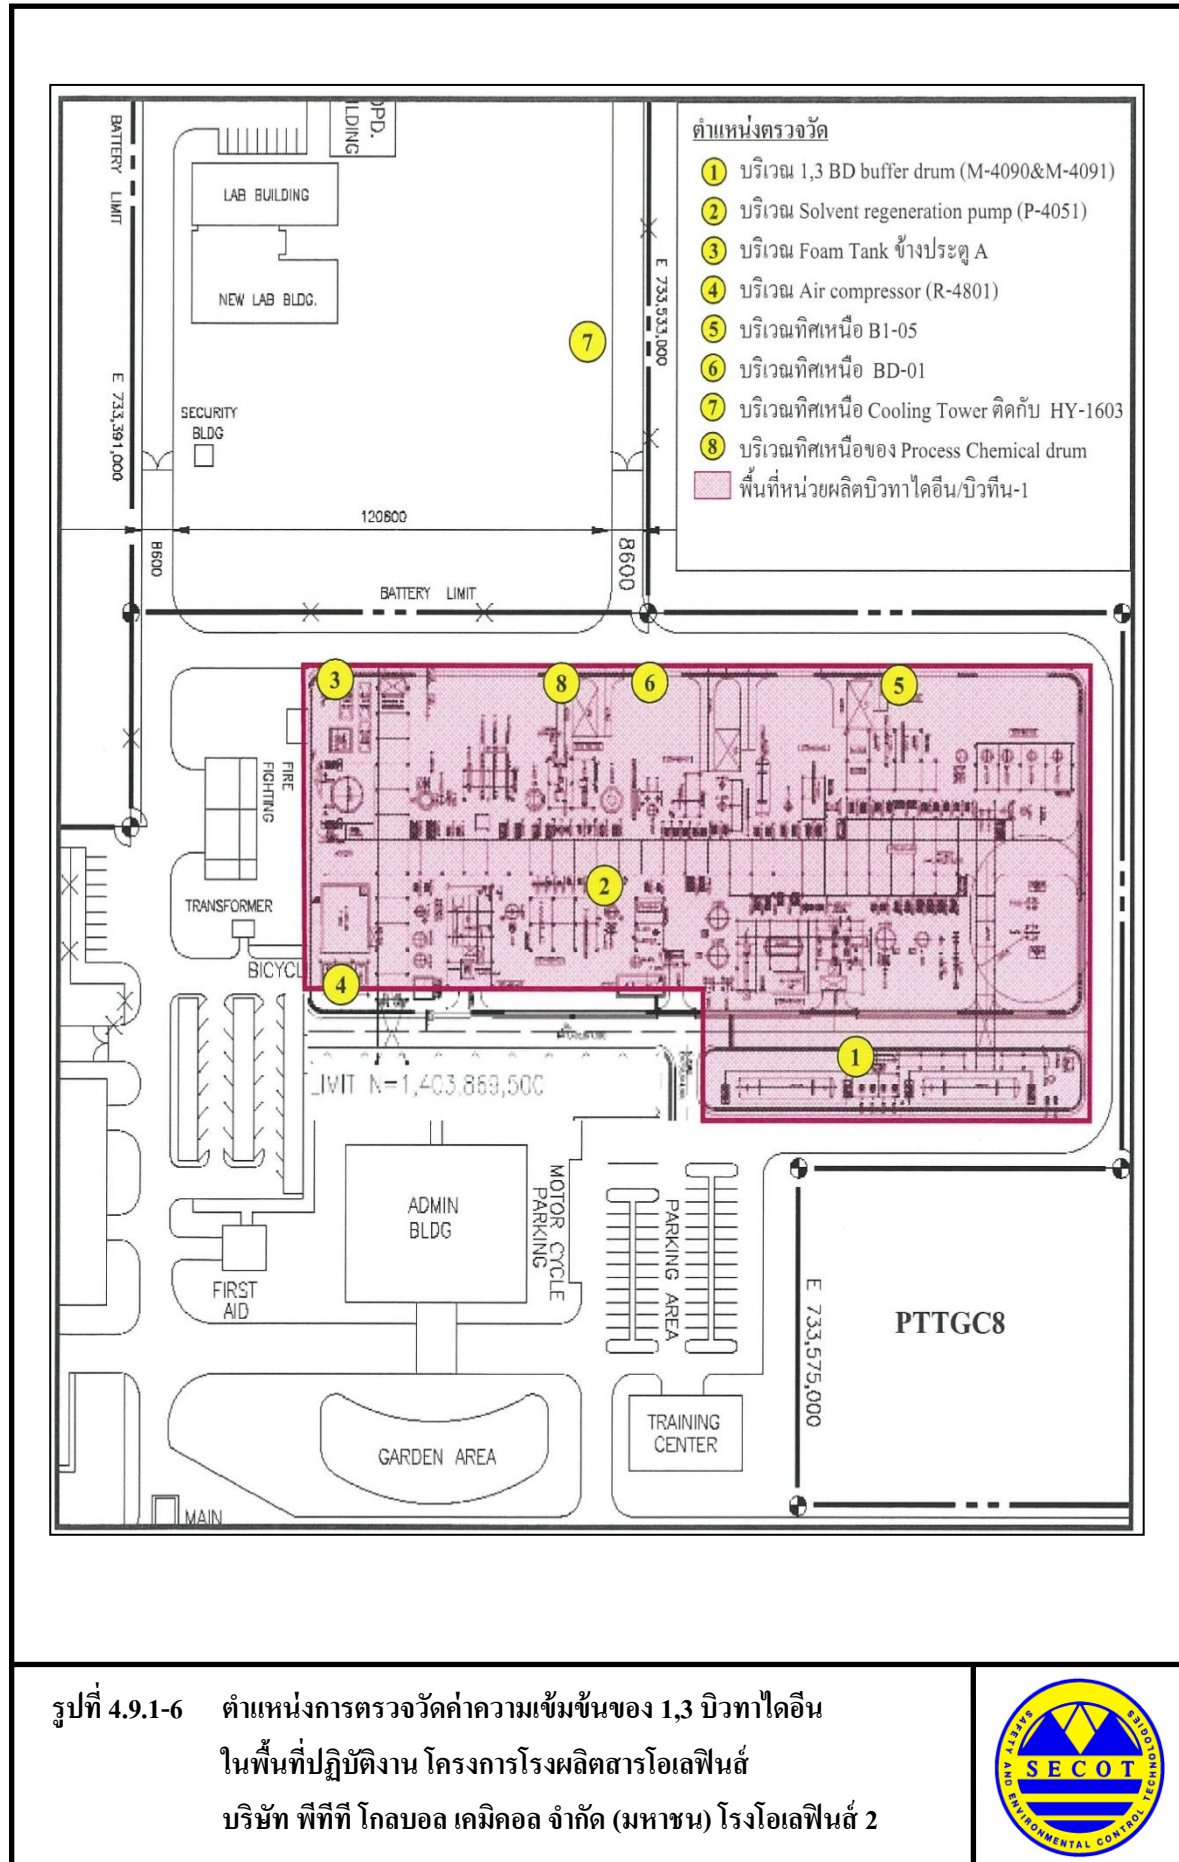 BATTERY LIMIT
OPD.
ILDING
LAB BUILDING
NEW LAB BLDG.
E 733,533,000
E 733,391,000
7
SECURITY
BLDG
ตำแหน่งตรวจวัด
1 บริเวณ 1,3 BD buffer drum (M-4090&M-4091)
2 บริเวณ Solvent regeneration pump (P-4051)
3 บริเวณ Foam Tank ข้างประตู A
4 บริเวณ Air compressor (R-4801)
5 บริเวณทิศเหนือ B1-05
6 บริเวณทิศเหนือ BD-01
7 บริเวณทิศเหนือ Cooling Tower ติดกับ HY-1603
8 บริเวณทิศเหนือของ Process Chemical drum
พื้นที่หน่วยผลิตบิวทาไดอีน/บิวทีน-1
120800
8600
8600
BATTERY LIMIT
3
8
6
5
FIRE
FIGHTING
2
TRANSFORMER
BICYCL
4
1
LIMIT N=1,403,869,500
ADMIN
BLDG
MOTOR CYCLE
PARKING
PARKING AREA
FIRST
AID
E 733,575,000
PTTGC8
TRAINING
CENTER
GARDEN AREA
MAIN
รูปที่ 4.9.1-6 ตำแหน่งการตรวจวัดค่าความเข้มข้นของ 1,3 บิวทาไดอีน
ในพื้นที่ปฏิบัติงาน โครงการโรงผลิตสารโอเลฟินส์
บริษัท พีทีที โกลบอล เคมิคอล จำกัด (มหาชน) โรงโอเลฟินส์ 2
SECOT
SAFETY AND ENVIRONMENTAL CONTROL TECHNOLOGIES